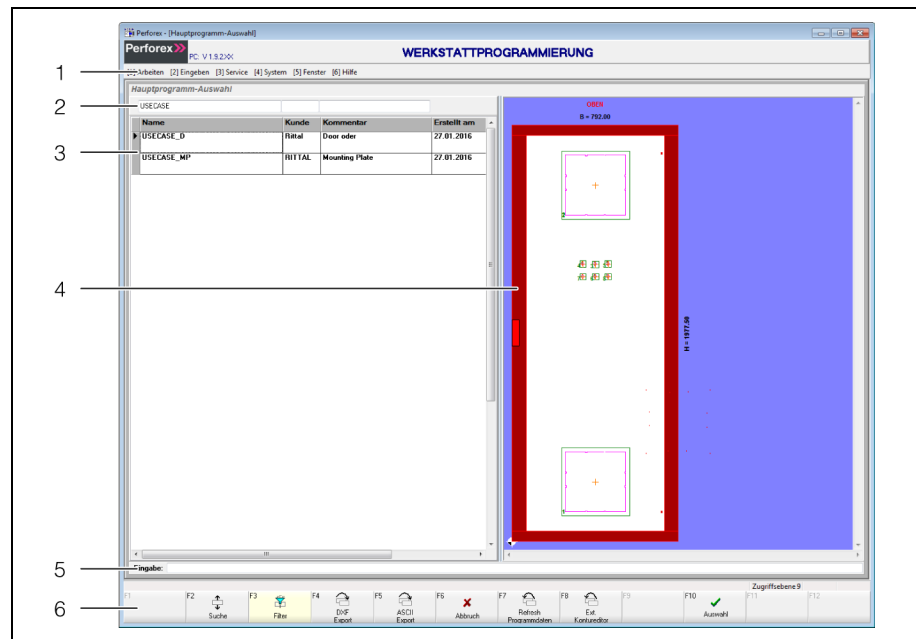 Perforex - [Hauptprogramm-Auswahl]
Perforex
PC: V 1.9.2XX
WERKSTATTPROGRAMMIERUNG
1
Arbeiten [2] Eingeben [3] Service [4] System [5] Fenster [6] Hilfe
Hauptprogramm-Auswahl
2
USECASE
Name Kunde Kommentar Erstellt am
3
USECASE_D Rittal Door oder 27.01.2016
USECASE_MP RITTAL Mounting Plate 27.01.2016
OBEN
B = 792.00
2
4
H = 1977.50
1
5
Eingabe:
Zugriffsebene 9
6
F1
F2 Suche
F3 Filter
F4 DXF Export
F5 ASCII Export
F6 Abbruch
F7 Refresh Programmdaten
F8 Ext. Kontureditor
F9
F10 Auswahl
F11
F12